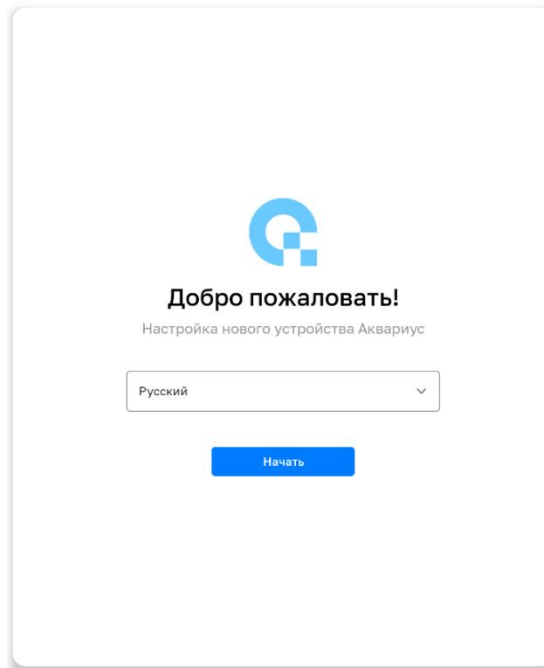 Добро пожаловать!
Настройка нового устройства Аквариус
Русский
Начать